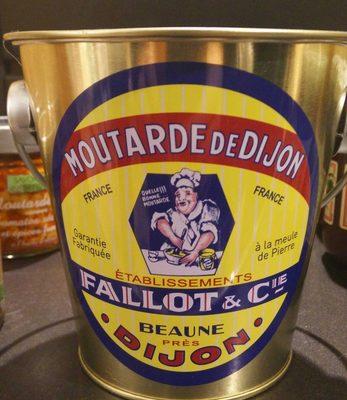 MOUTARDE DE DIJON
FRANCE
FRANCE
QUELLE!!!
BONNE
MOUTARDE
Garantie
Fabriquée
à la meule
de Pierre
ÉTABLISSEMENTS
FALLOT & CIE
BEAUNE
PRÈS
DIJON
Moutarde